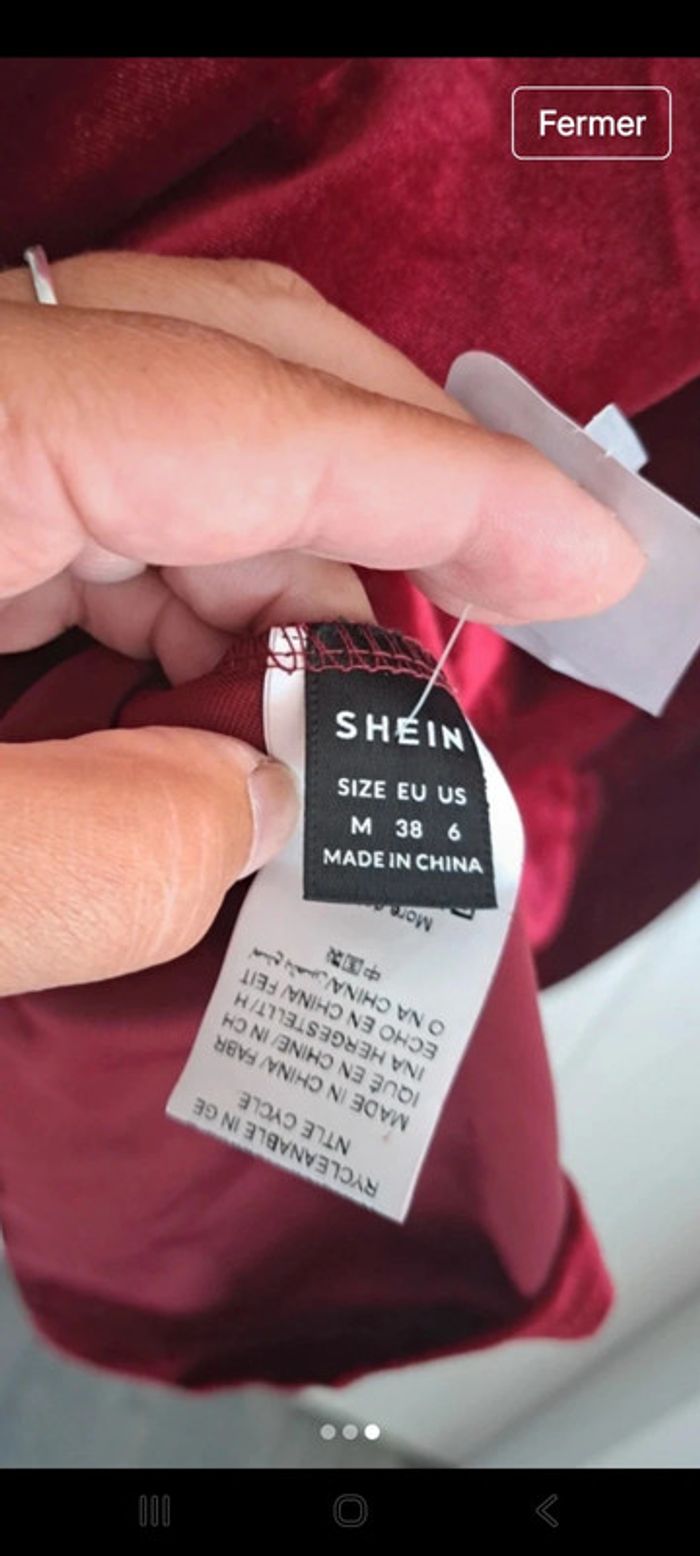 Fermer
SHEIN
SIZE EU US
M 38 6
MADE IN CHINA
More
RYCLEANABLE IN GE
NTLE CYCLE.
MADE IN CHINA/ FABR
IQUÉ EN CHINE/ IN CH
INA HERGESTELLT/ H
ECHO EN CHINA/ FEIT
O NA CHINA/
中国製